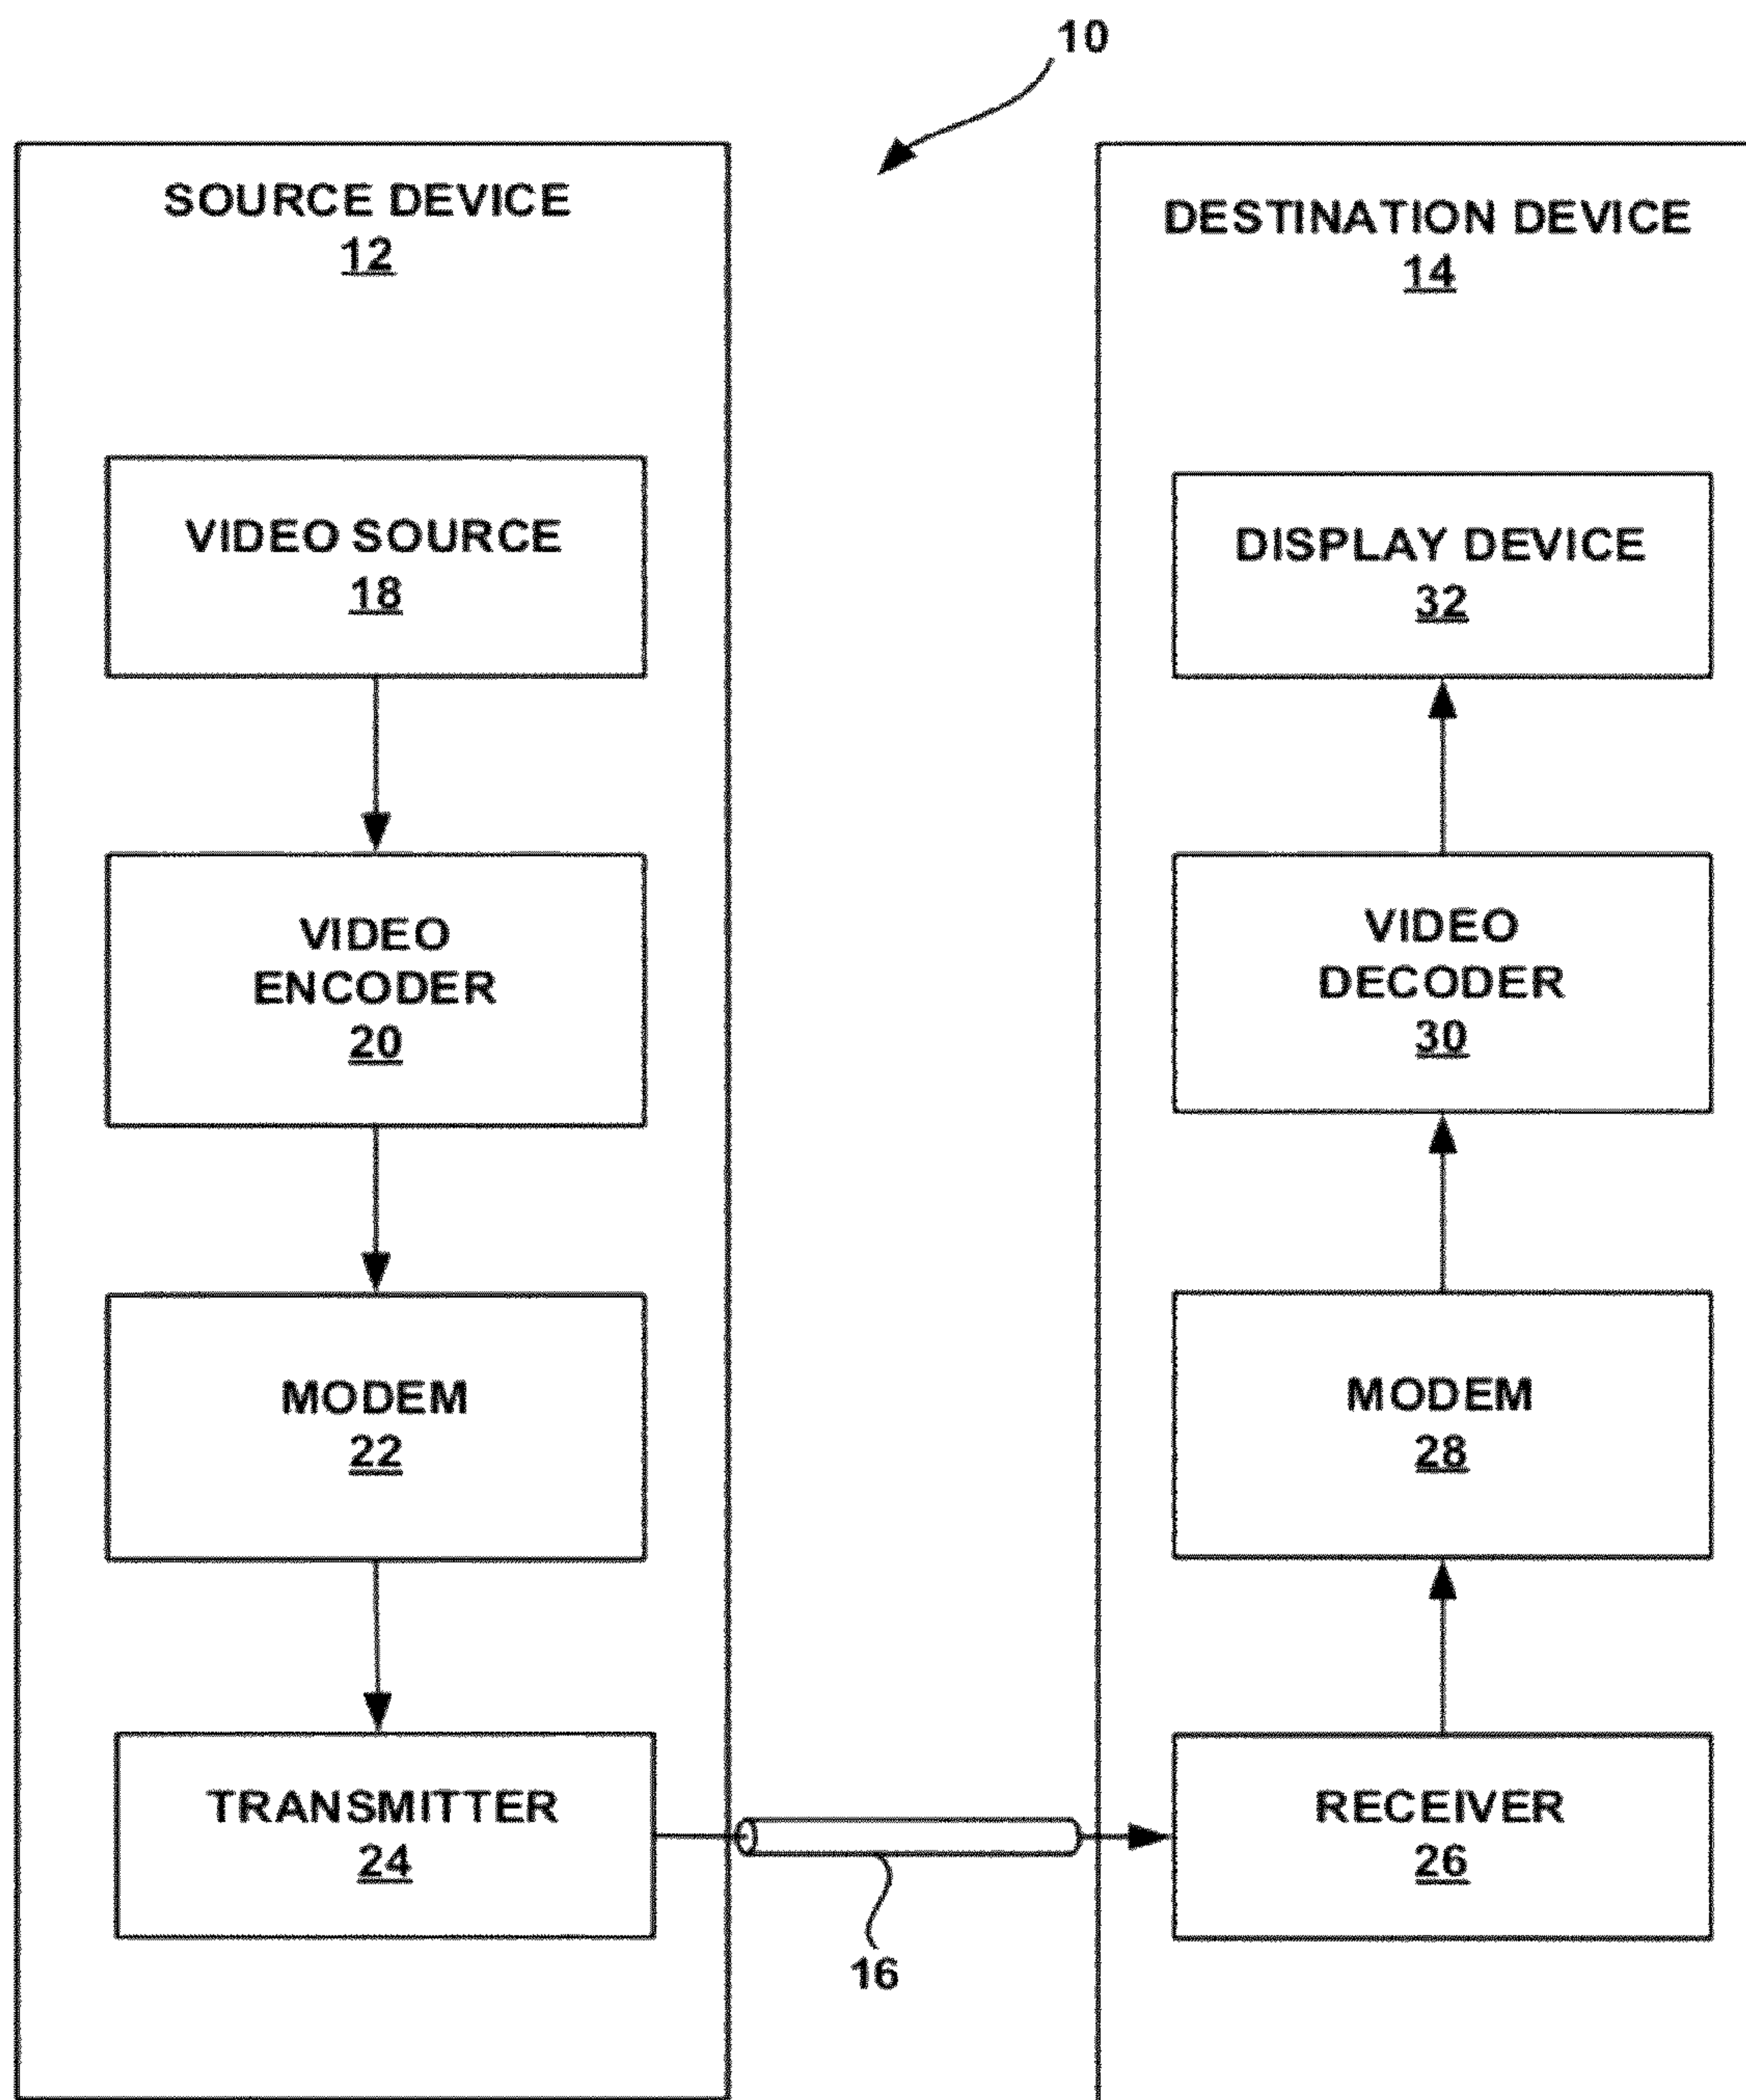 10
SOURCE DEVICE
12
VIDEO SOURCE
18
VIDEO
ENCODER
20
MODEM
22
TRANSMITTER
24
16
DESTINATION DEVICE
14
DISPLAY DEVICE
32
VIDEO
DECODER
30
MODEM
28
RECEIVER
26